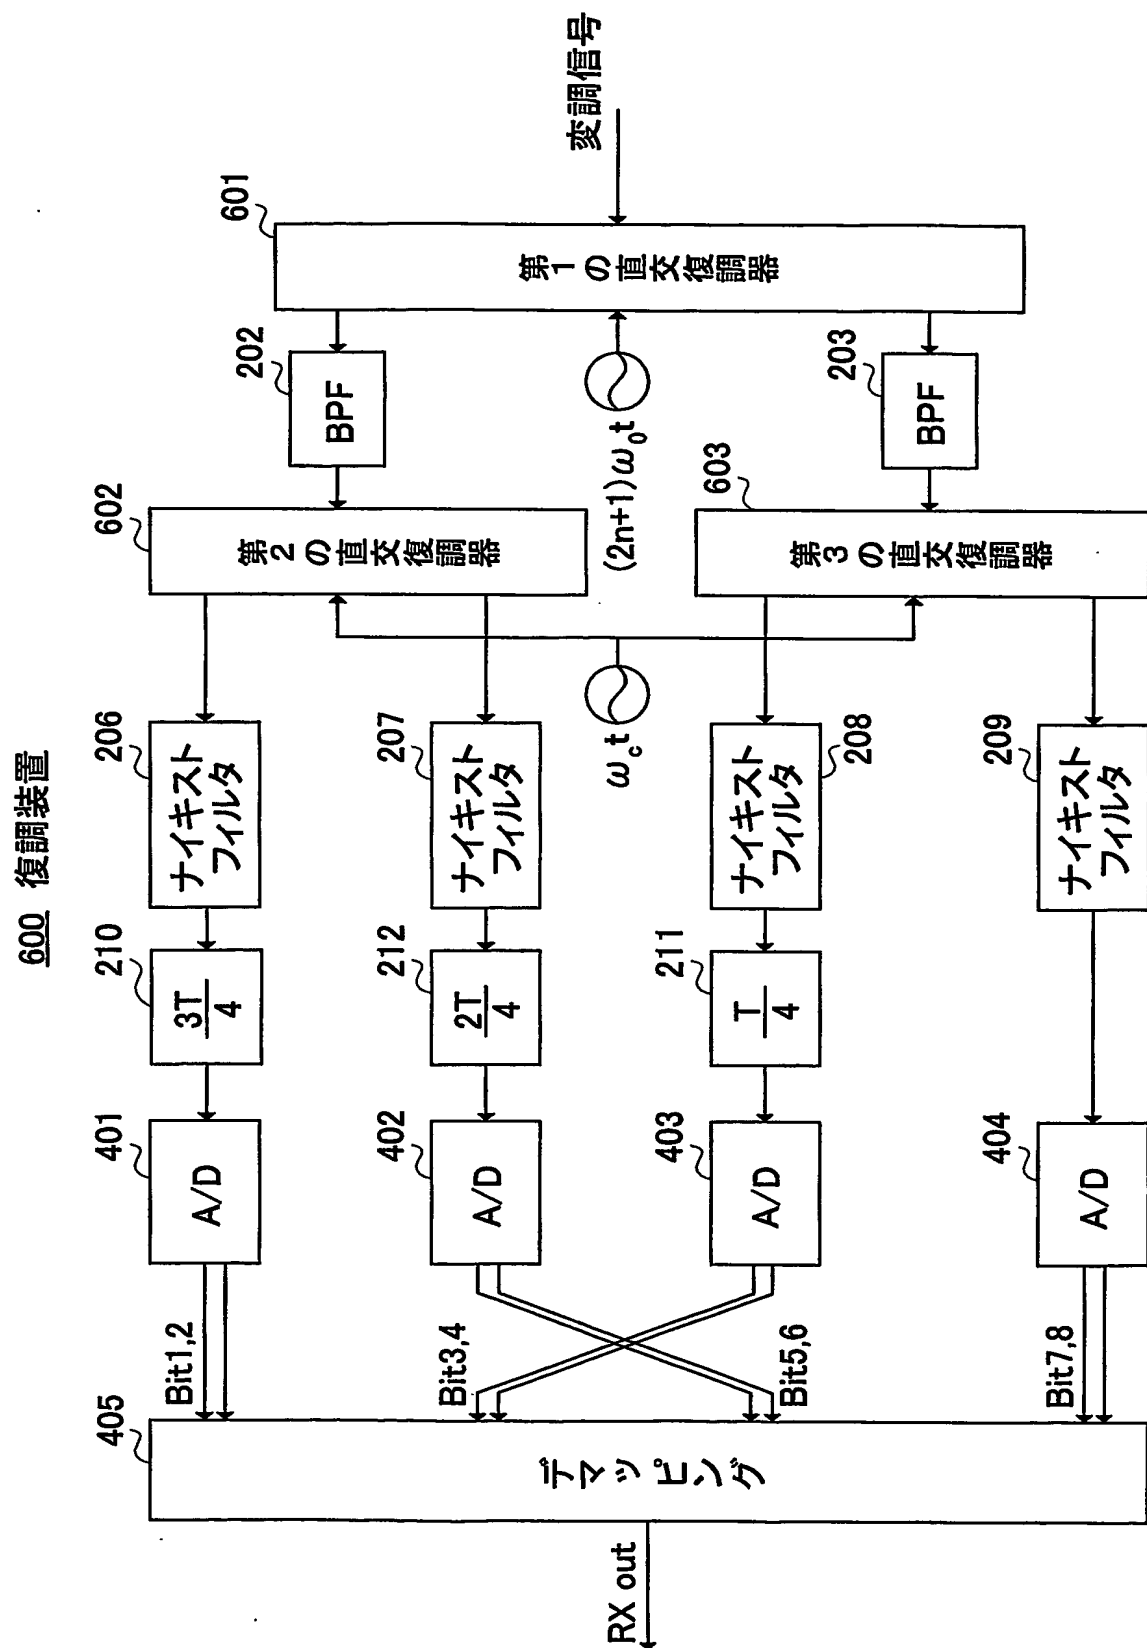 600 復調装置
変調信号
601
第1の直交復調器
202
BPF
(2n+1)ω₀t
203
BPF
602
第2の直交復調器
603
第3の直交復調器
ω_c t
206
ナイキスト
フィルタ
207
ナイキスト
フィルタ
208
ナイキスト
フィルタ
209
ナイキスト
フィルタ
210
3T
4
212
2T
4
211
T
4
401
A/D
402
A/D
403
A/D
404
A/D
Bit1,2
Bit3,4
Bit5,6
Bit7,8
405
デマッピング
RX out